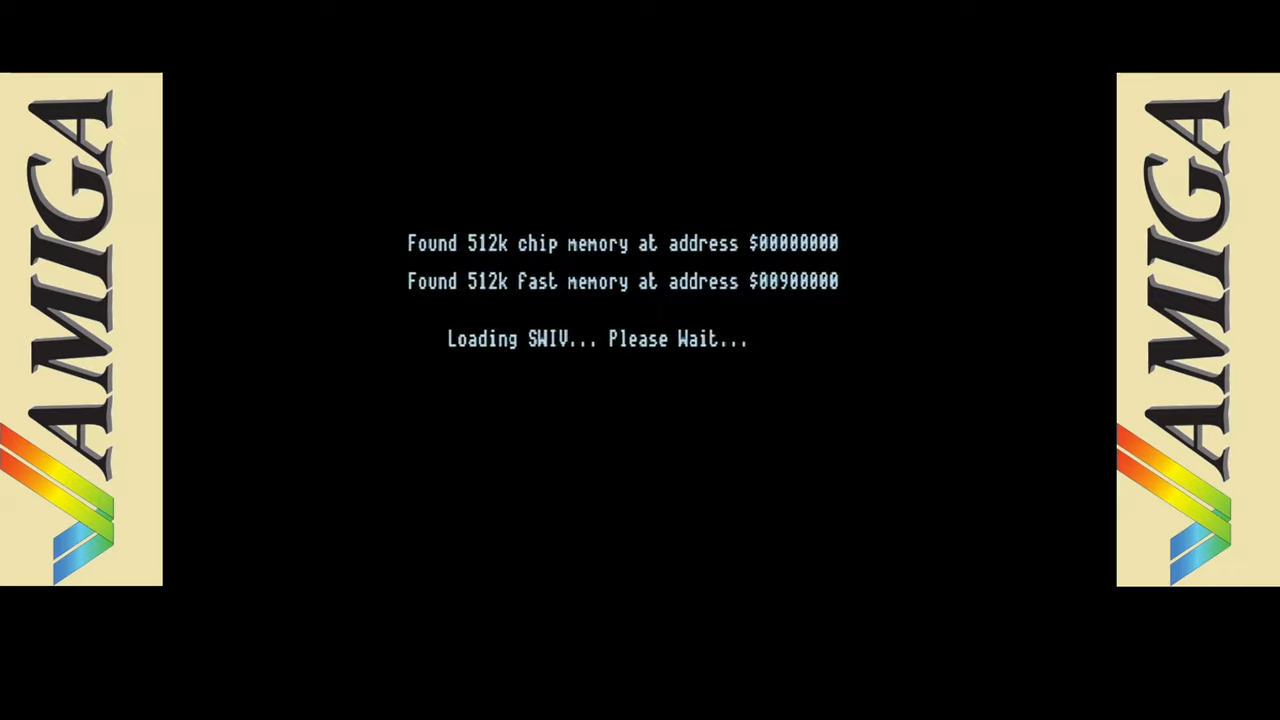 AMIGA
Found 512k chip memory at address $00000000
Found 512k fast memory at address $00900000
Loading SWIV... Please Wait...
AMIGA